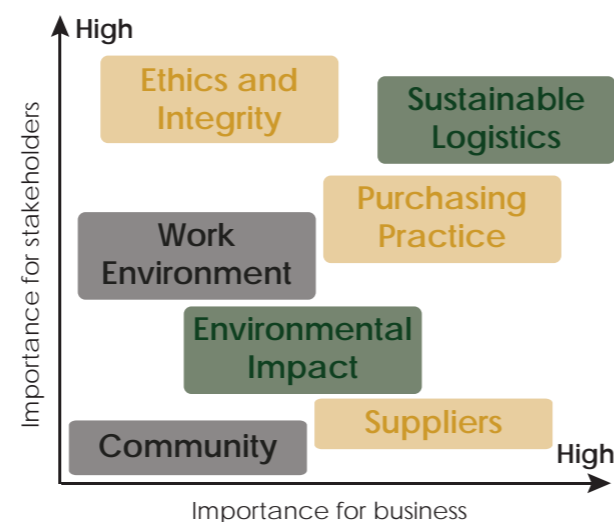 High
Ethics and
Integrity
Sustainable
Logistics
Purchasing
Practice
Work
Environment
Environmental
Impact
Suppliers
Community
High
Importance for stakeholders
Importance for business